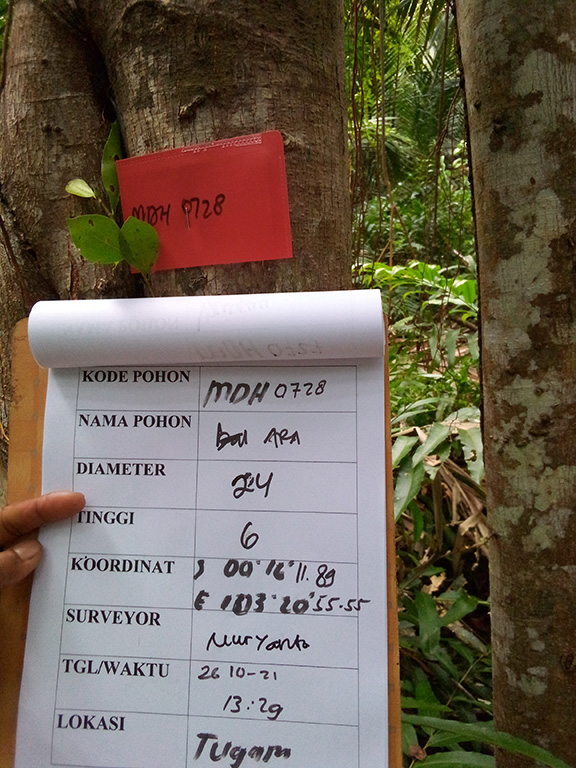 MDH 0728
KODE POHON MDH 0728
NAMA POHON ARA
DIAMETER 24
TINGGI 6
KOORDINAT S 00°16'11.89
E 103°20'55.55
SURVEYOR Nuryanto
TGL/WAKTU 26 10-21
13:29
LOKASI Tugam